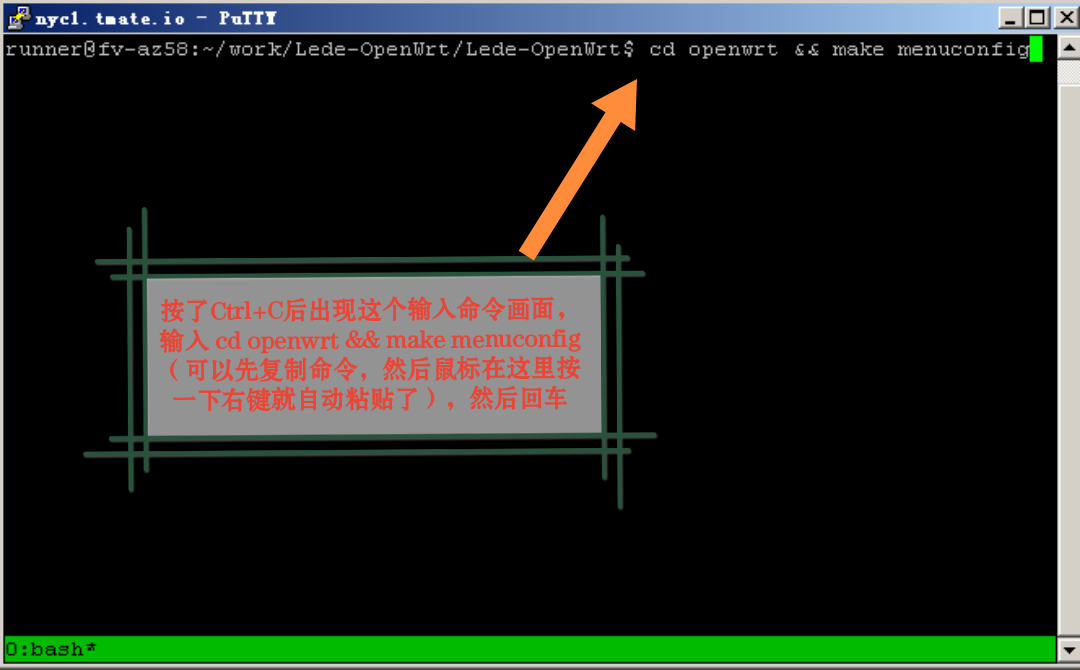 nyc1.tmate.io - PuTTY
runner@fv-az58:~/work/Lede-OpenWrt/Lede-OpenWrt$ cd openwrt && make menuconfig
按了Ctrl+C后出现这个输入命令画面，
输入 cd openwrt && make menuconfig
（可以先复制命令，然后鼠标在这里按
一下右键就自动粘贴了），然后回车
0:bash*